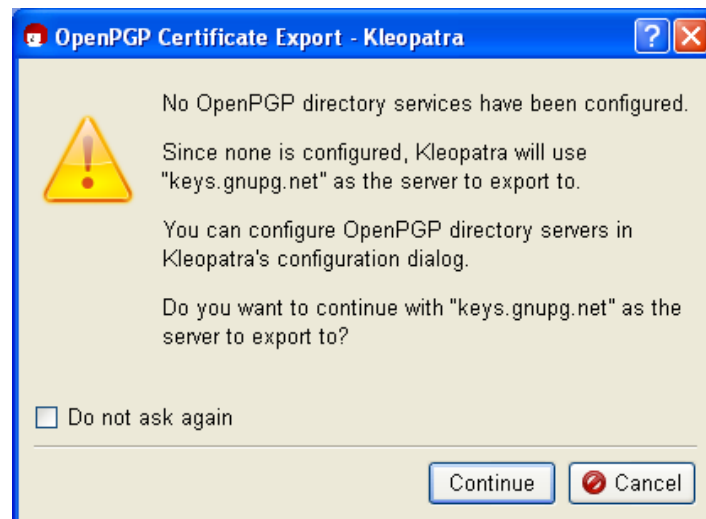 OpenPGP Certificate Export - Kleopatra
No OpenPGP directory services have been configured.
Since none is configured, Kleopatra will use
"keys.gnupg.net" as the server to export to.
You can configure OpenPGP directory servers in
Kleopatra's configuration dialog.
Do you want to continue with "keys.gnupg.net" as the
server to export to?
Do not ask again
Continue
Cancel